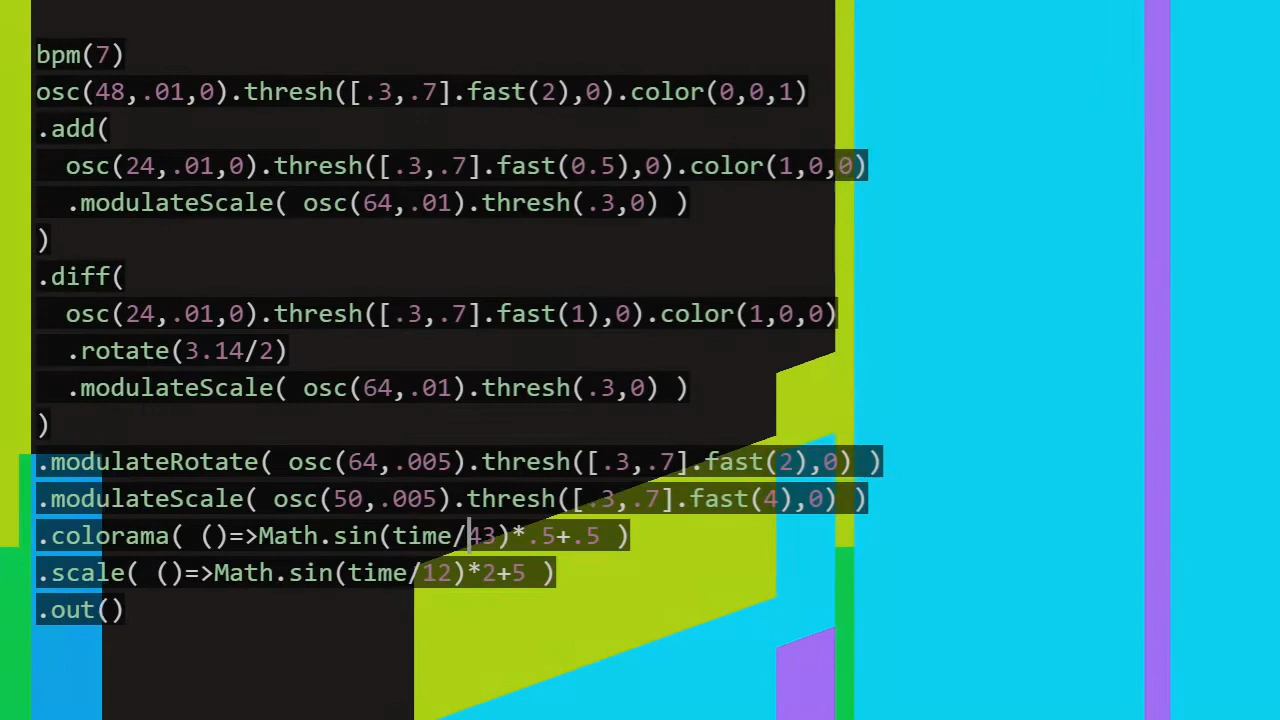 bpm(7)
osc(48,.01,0).thresh([.3,.7].fast(2),0).color(0,0,1)
.add(
  osc(24,.01,0).thresh([.3,.7].fast(0.5),0).color(1,0,0)
  .modulateScale( osc(64,.01).thresh(.3,0) )
)
.diff(
  osc(24,.01,0).thresh([.3,.7].fast(1),0).color(1,0,0)
  .rotate(3.14/2)
  .modulateScale( osc(64,.01).thresh(.3,0) )
)
.modulateRotate( osc(64,.005).thresh([.3,.7].fast(2),0) )
.modulateScale( osc(50,.005).thresh([.3,.7].fast(4),0) )
.colorama( ()=>Math.sin(time/43)*.5+.5 )
.scale( ()=>Math.sin(time/12)*2+5 )
.out()